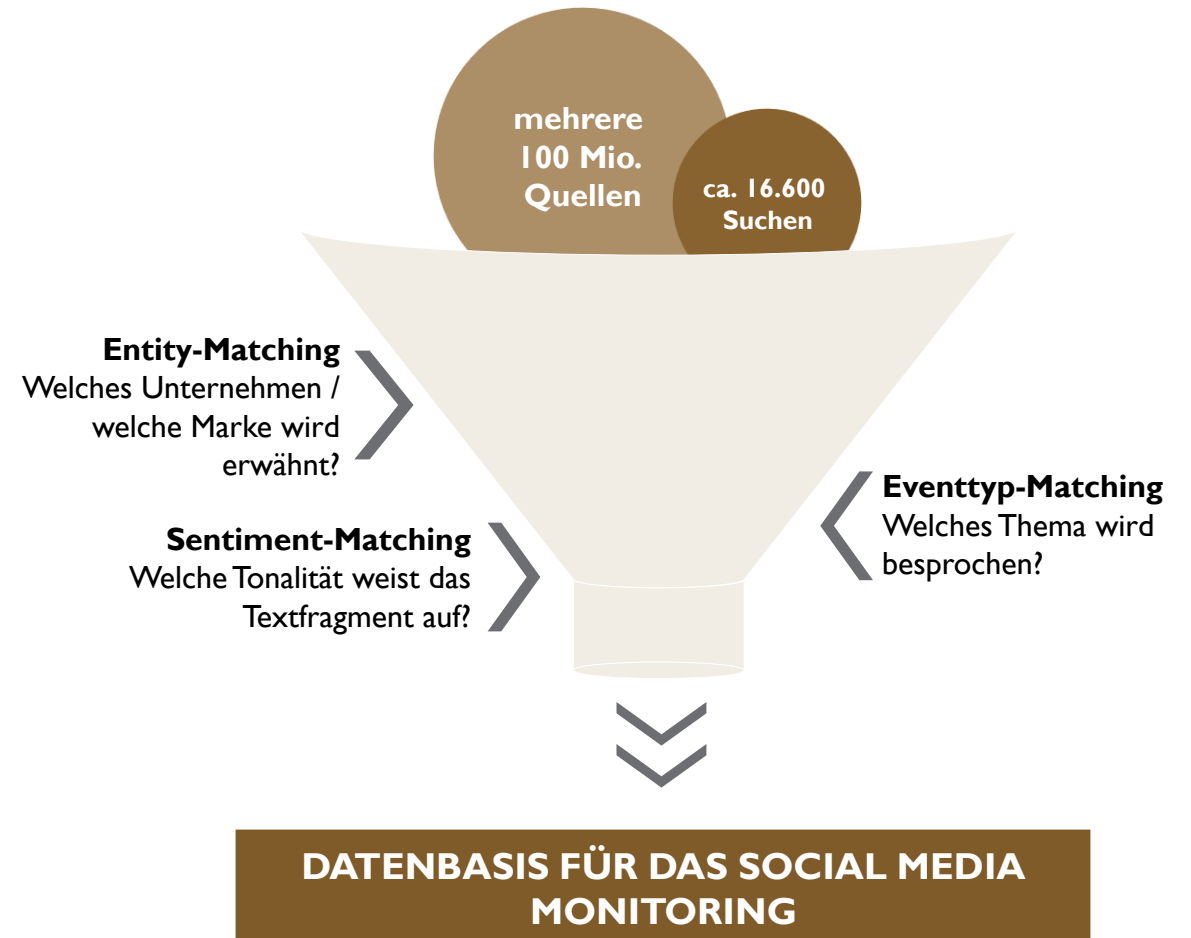 mehrere
100 Mio.
Quellen
ca. 16.600
Suchen
Entity-Matching
Welches Unternehmen /
welche Marke wird
erwähnt?
Eventtyp-Matching
Welches Thema wird
besprochen?
Sentiment-Matching
Welche Tonalität weist das
Textfragment auf?
DATENBASIS FÜR DAS SOCIAL MEDIA
MONITORING